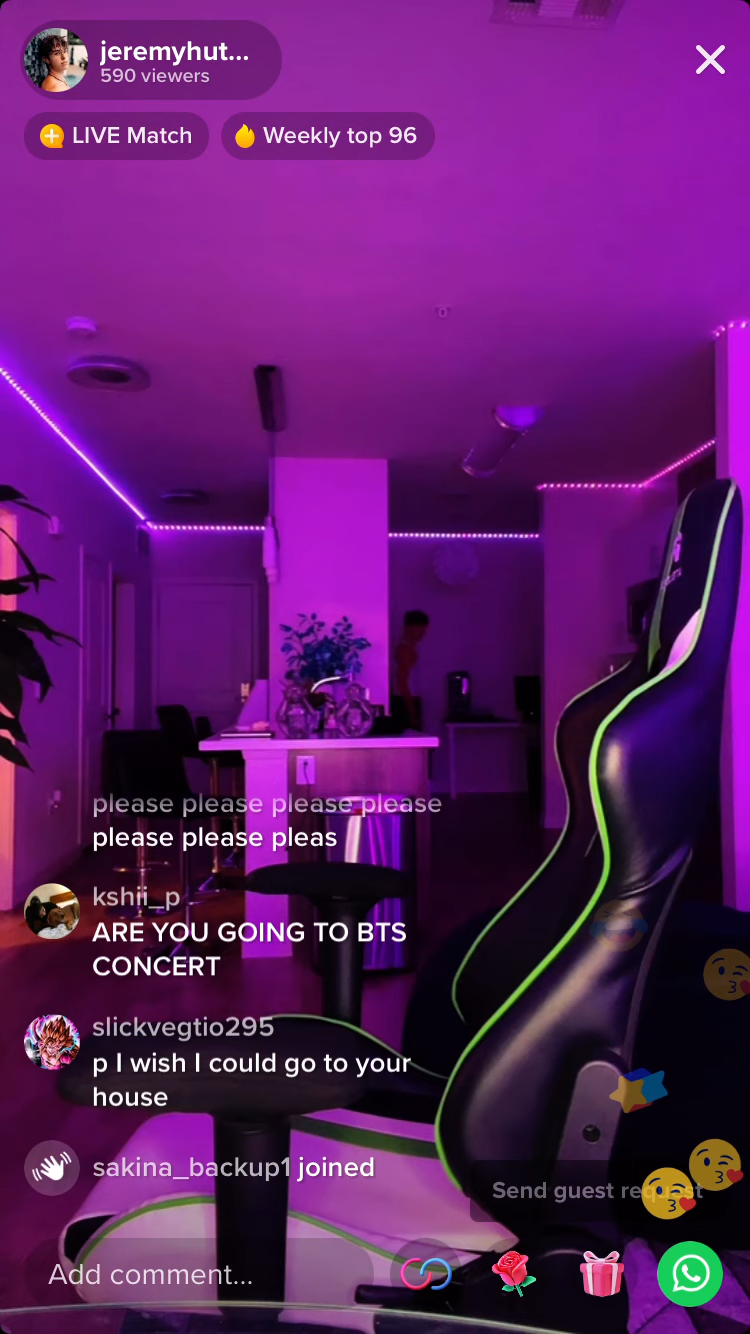 jeremyhut...
590 viewers
LIVE Match
Weekly top 96
please please please please
please please pleas
kshii_p
ARE YOU GOING TO BTS
CONCERT
slickvegtio295
p I wish I could go to your
house
sakina_backup1 joined
Send guest request
Add comment...